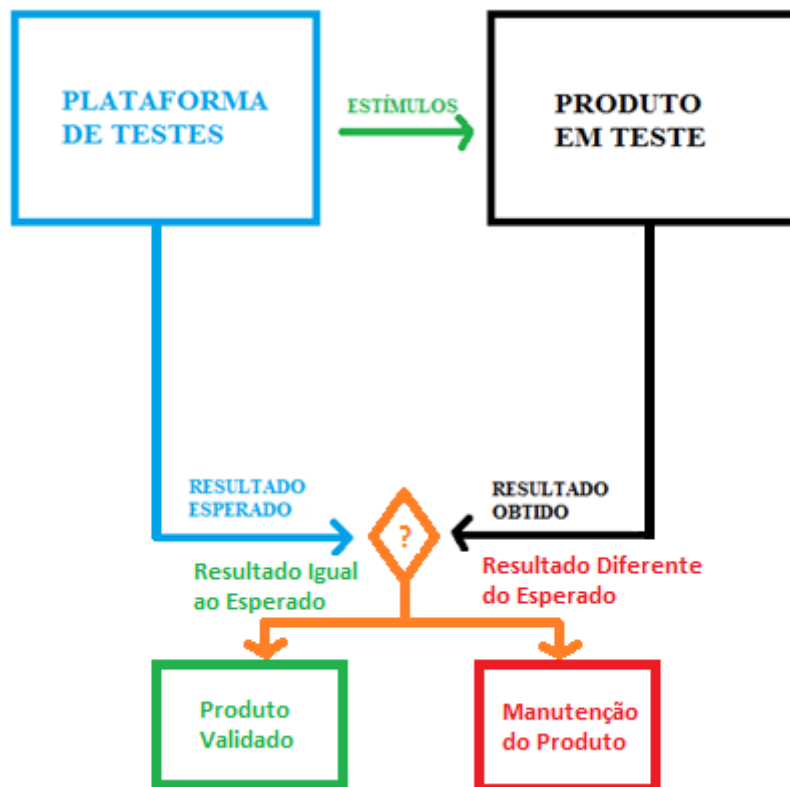 PLATAFORMA
DE TESTES
ESTÍMULOS
PRODUTO
EM TESTE
RESULTADO
ESPERADO
RESULTADO
OBTIDO
?
Resultado Igual
ao Esperado
Resultado Diferente
do Esperado
Produto
Validado
Manutenção
do Produto